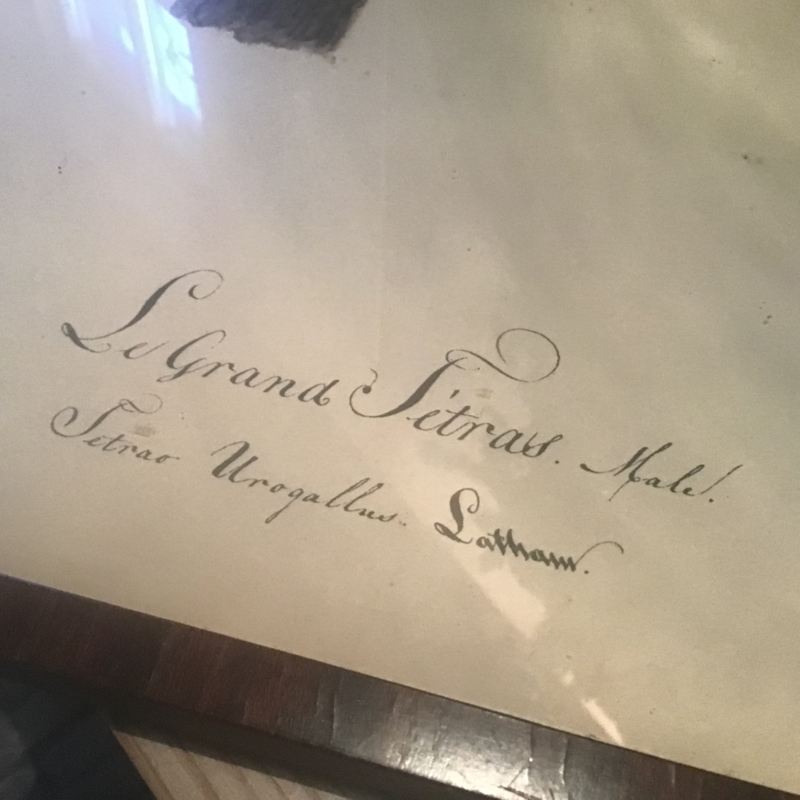 Le Grand Tétras. Male.
Tetrao Urogallus. Latham.